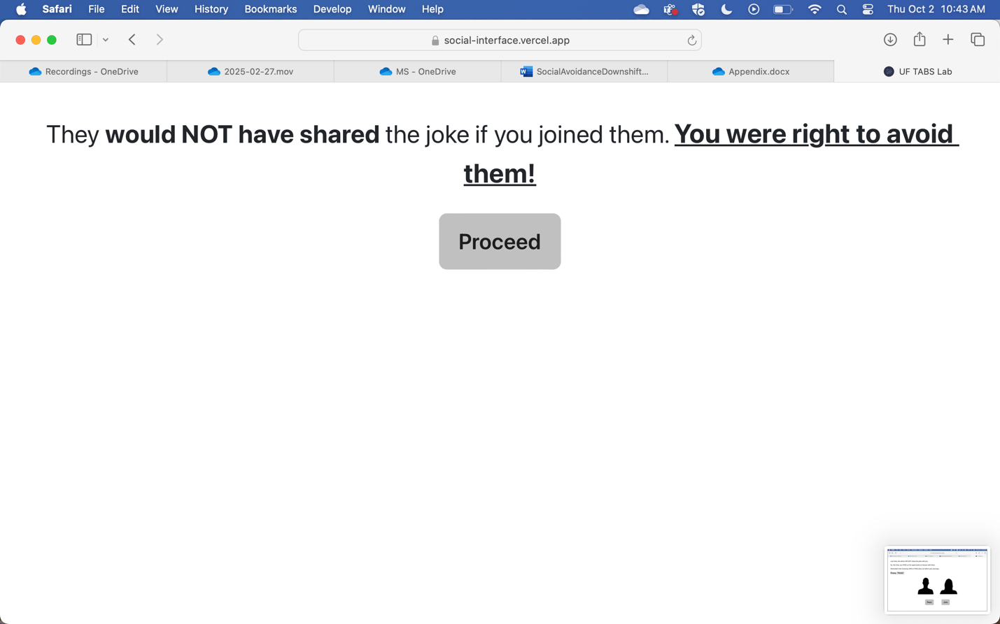 Safari File Edit View History Bookmarks Develop Window Help Thu Oct 2 10:43 AM
social-interface.vercel.app
Recordings - OneDrive 2025-02-27.mov MS - OneDrive SocialAvoidanceDownshift... Appendix.docx UF TABS Lab
They would NOT have shared the joke if you joined them. You were right to avoid
them!
Proceed